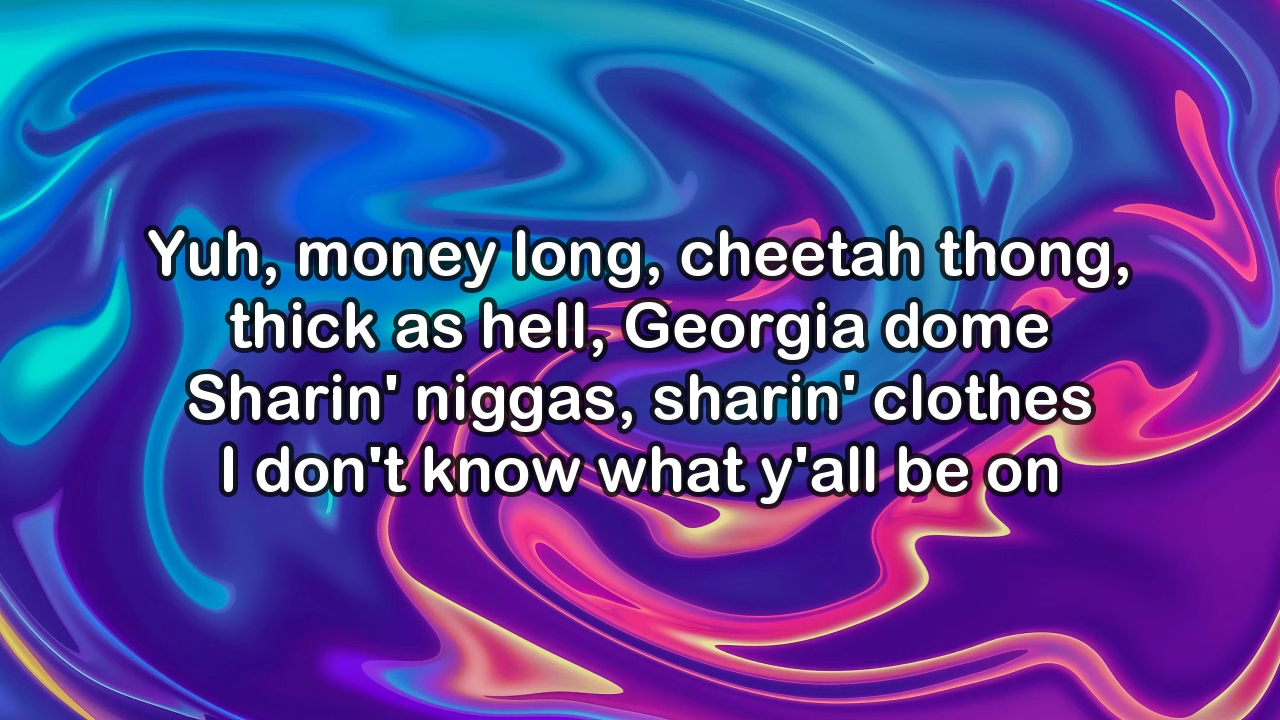 Yuh, money long, cheetah thong,
thick as hell, Georgia dome
Sharin' niggas, sharin' clothes
I don't know what y'all be on